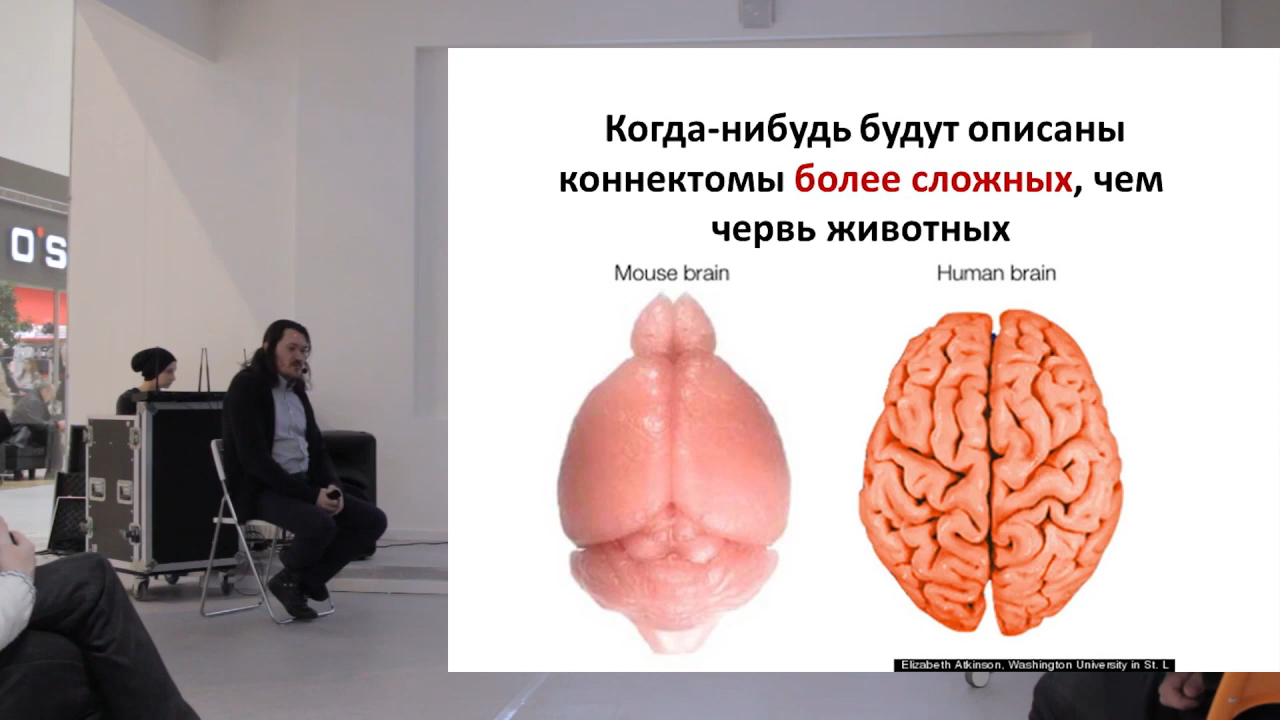 Когда-нибудь будут описаны
коннектомы более сложных, чем
червь животных
Mouse brain
Human brain
Elizabeth Atkinson, Washington University in St. L
O'S